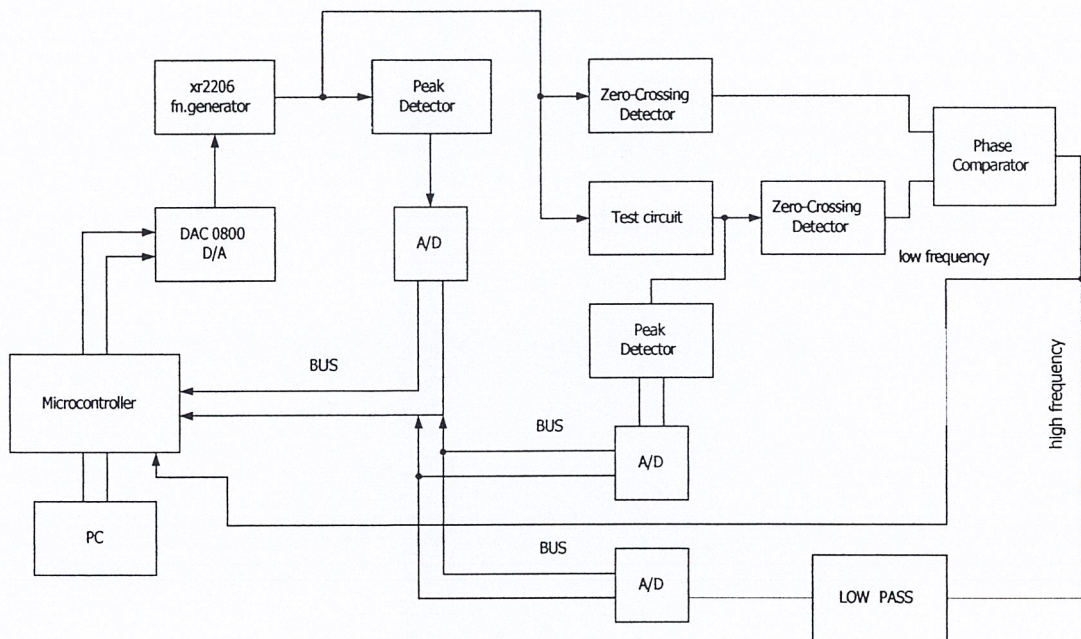 xr2206
fn.generator
Peak
Detector
Zero-Crossing
Detector
Phase
Comparator
DAC 0800
D/A
A/D
Test circuit
Zero-Crossing
Detector
low frequency
Peak
Detector
BUS
Microcontroller
high frequency
BUS
A/D
PC
BUS
A/D
LOW PASS